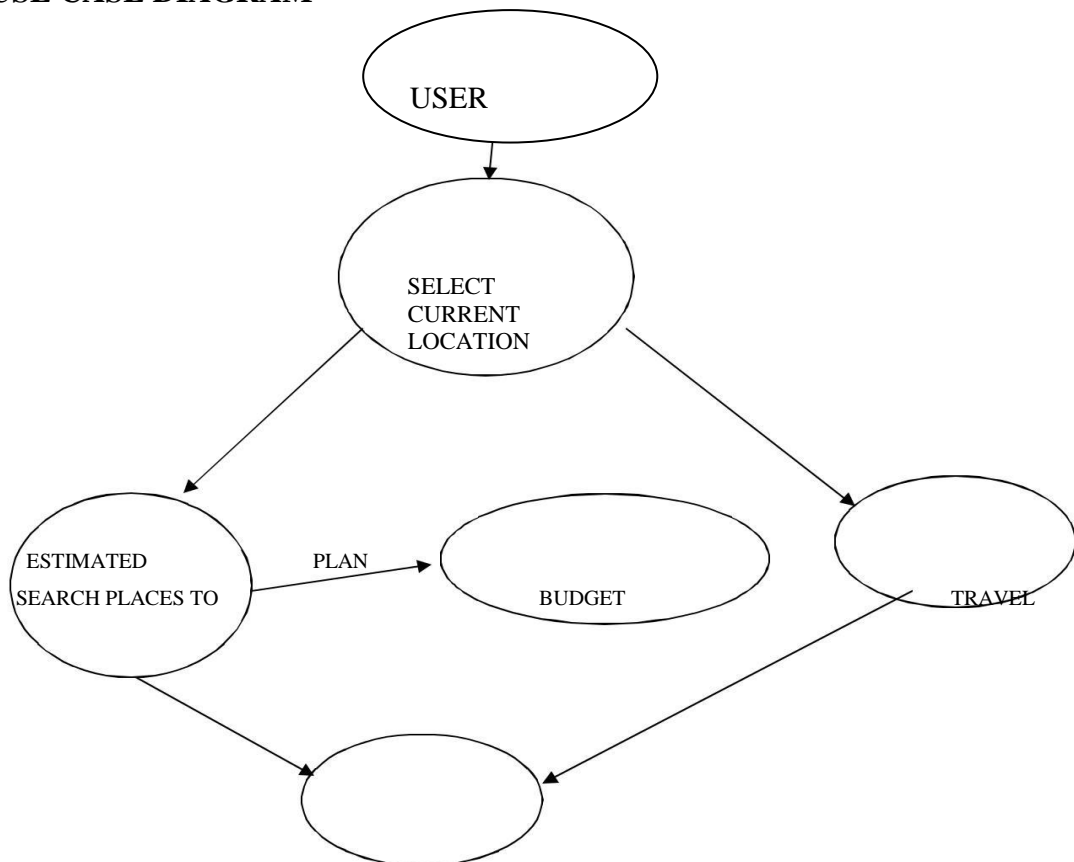 USE CASE DIAGRAM
USER
SELECT
CURRENT
LOCATION
ESTIMATED PLAN
SEARCH PLACES TO BUDGET TRAVEL